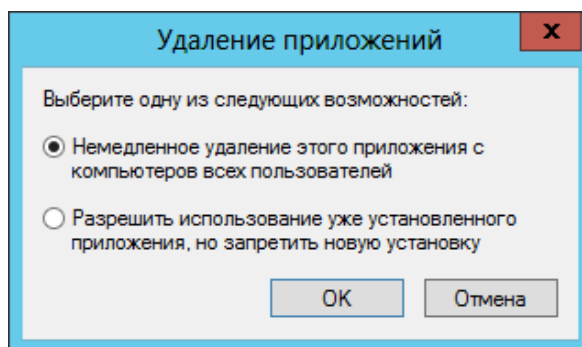 Удаление приложений
x
Выберите одну из следующих возможностей:
Немедленное удаление этого приложения с
компьютеров всех пользователей
Разрешить использование уже установленного
приложения, но запретить новую установку
OK
Отмена